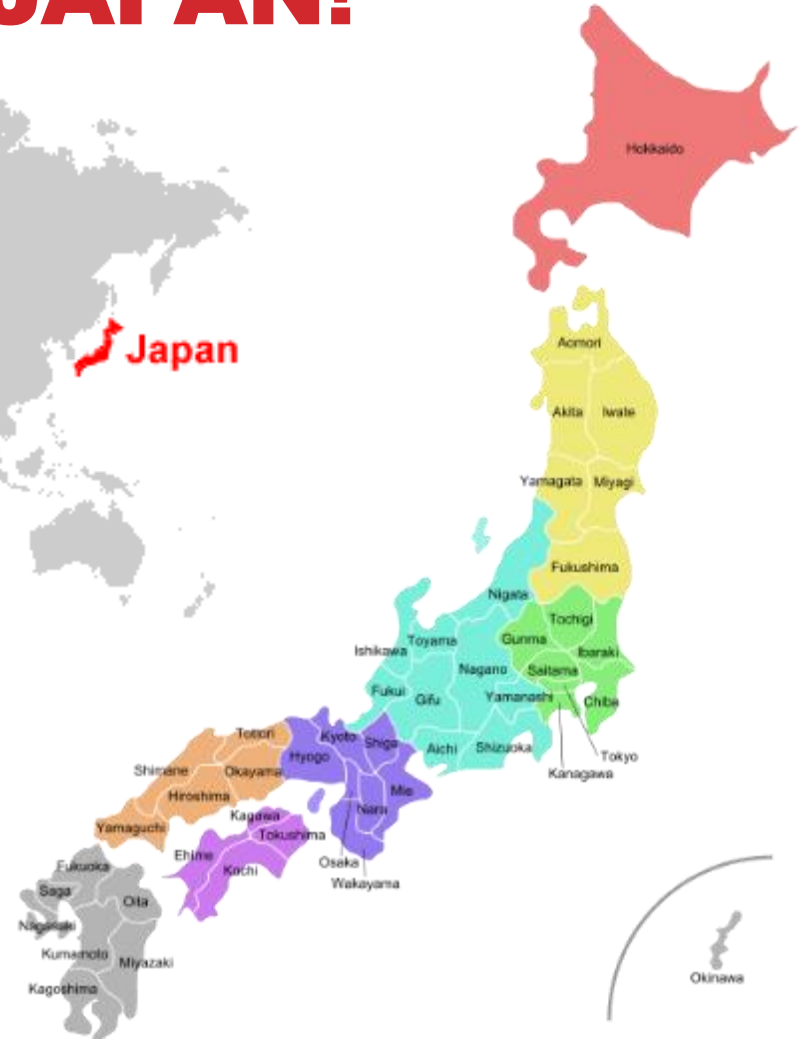 JAPAN!
Hokkaido
Japan
Aomori
Akita
Iwate
Yamagata
Miyagi
Fukushima
Nigata
Tochigi
Gunma
Ibaraki
Toyama
Ishikawa
Nagano
Saitama
Fukui
Gifu
Yamanashi
Chiba
Tottori
Kyoto
Shiga
Aichi
Shizuoka
Tokyo
Hyogo
Shimane
Okayama
Kanagawa
Mie
Hiroshima
Nara
Kagawa
Yamaguchi
Tokushima
Ehime
Osaka
Fukuoka
Kochi
Wakayama
Saga
Oita
Nagasaki
Kumamoto
Miyazaki
Okinawa
Kagoshima